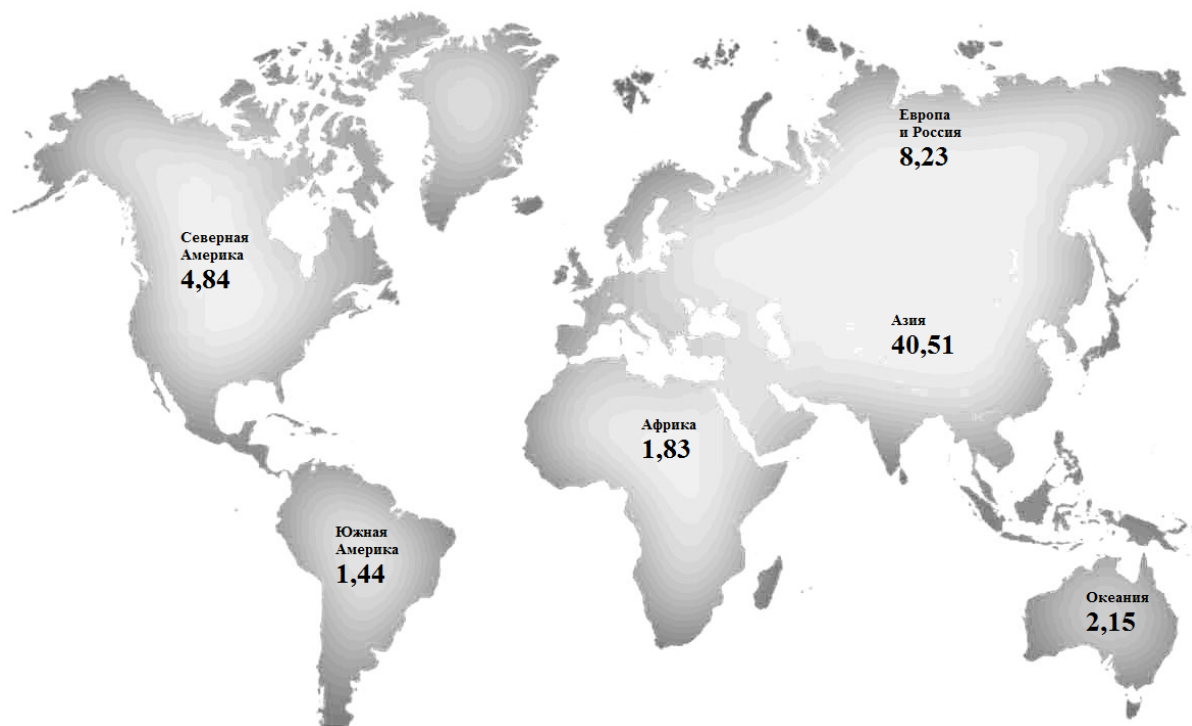 Европа
и Россия
8,23
Северная
Америка
4,84
Азия
40,51
Африка
1,83
Южная
Америка
1,44
Океания
2,15